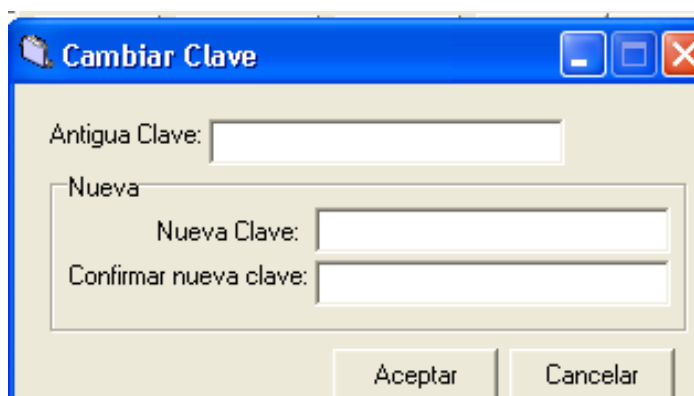 Cambiar Clave
Antigua Clave:
Nueva
Nueva Clave:
Confirmar nueva clave:
Aceptar Cancelar